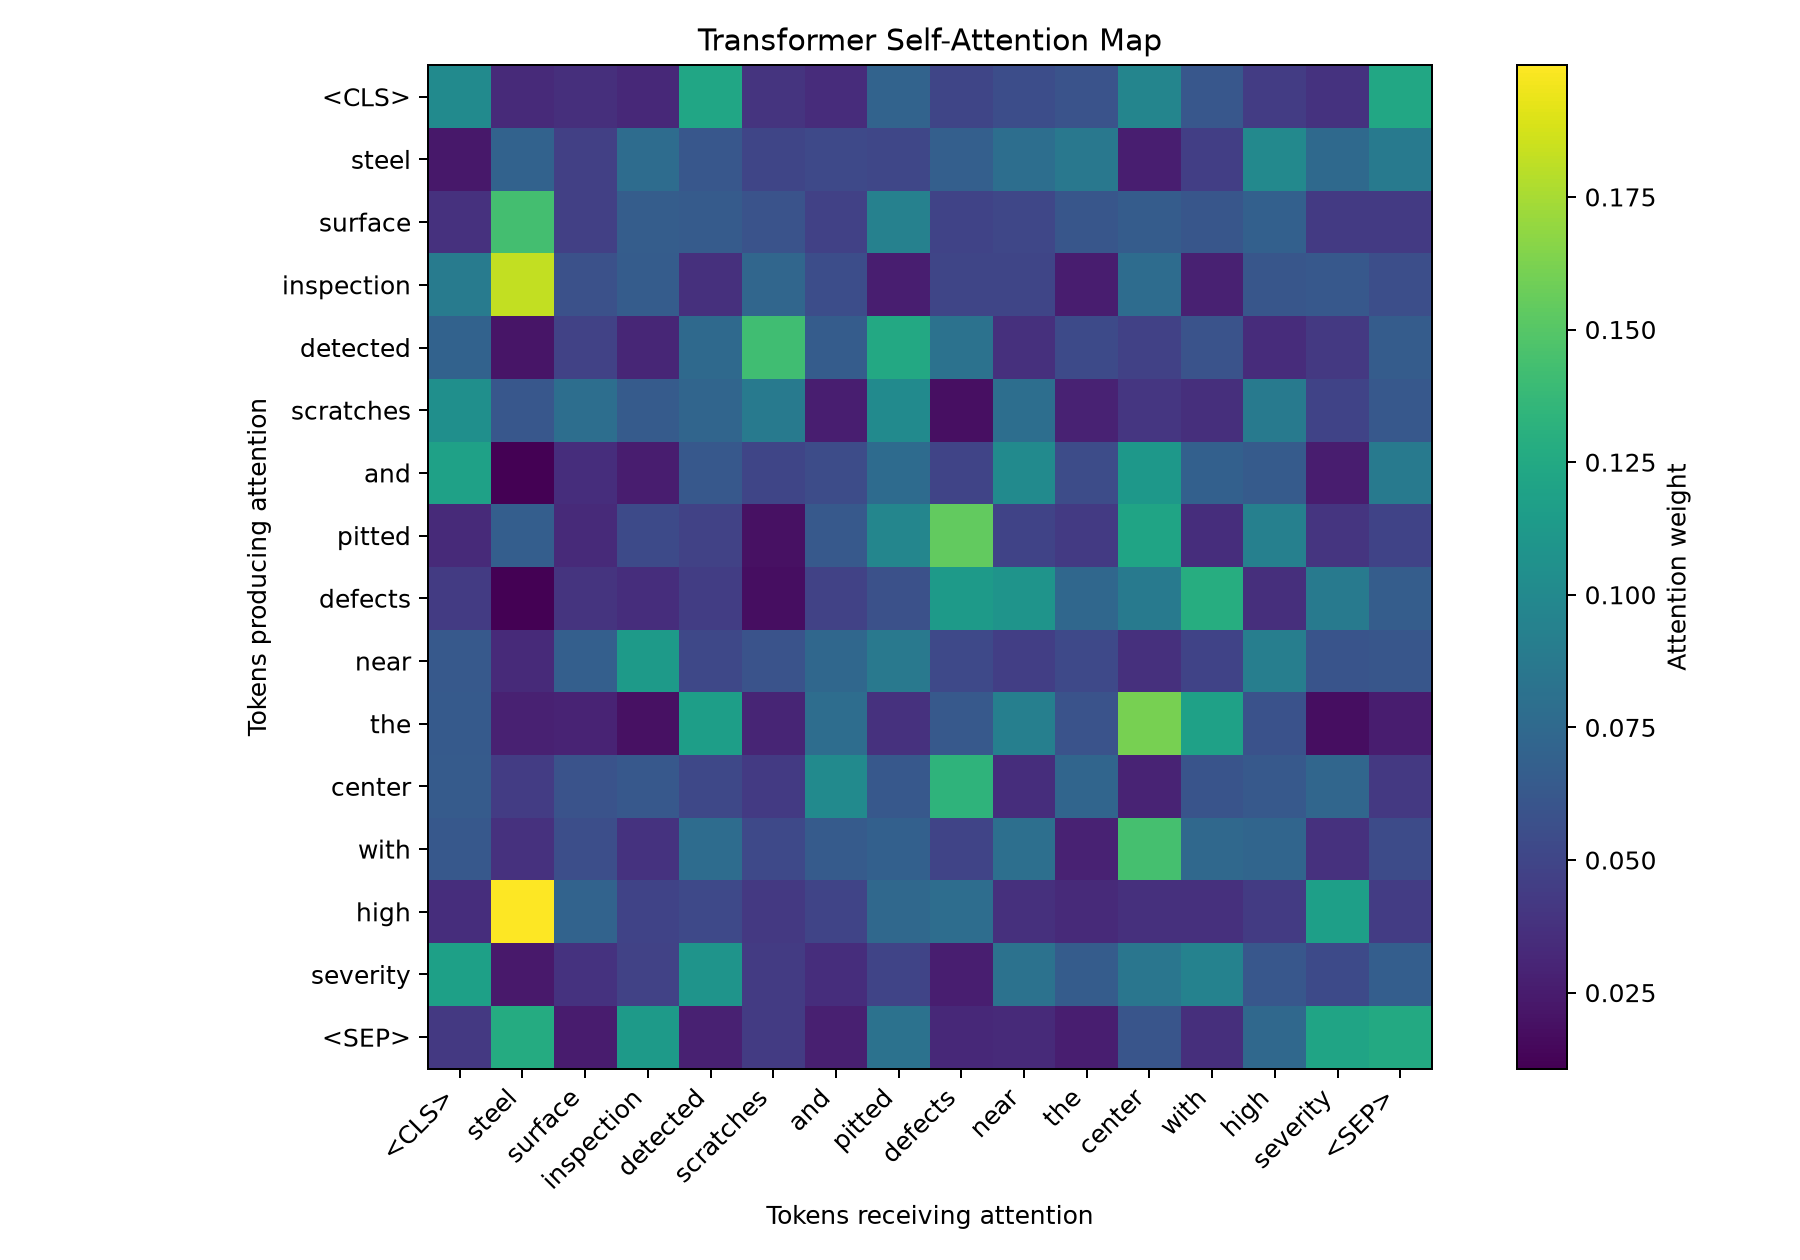 Transformer Self-Attention Map
<CLS>
steel
surface
inspection
detected
scratches
and
pitted
defects
near
the
center
with
high
severity
<SEP>
Tokens producing attention
<CLS>
steel
surface
inspection
detected
scratches
and
pitted
defects
near
the
center
with
high
severity
<SEP>
Tokens receiving attention
0.175
0.150
0.125
0.100
0.075
0.050
0.025
Attention weight